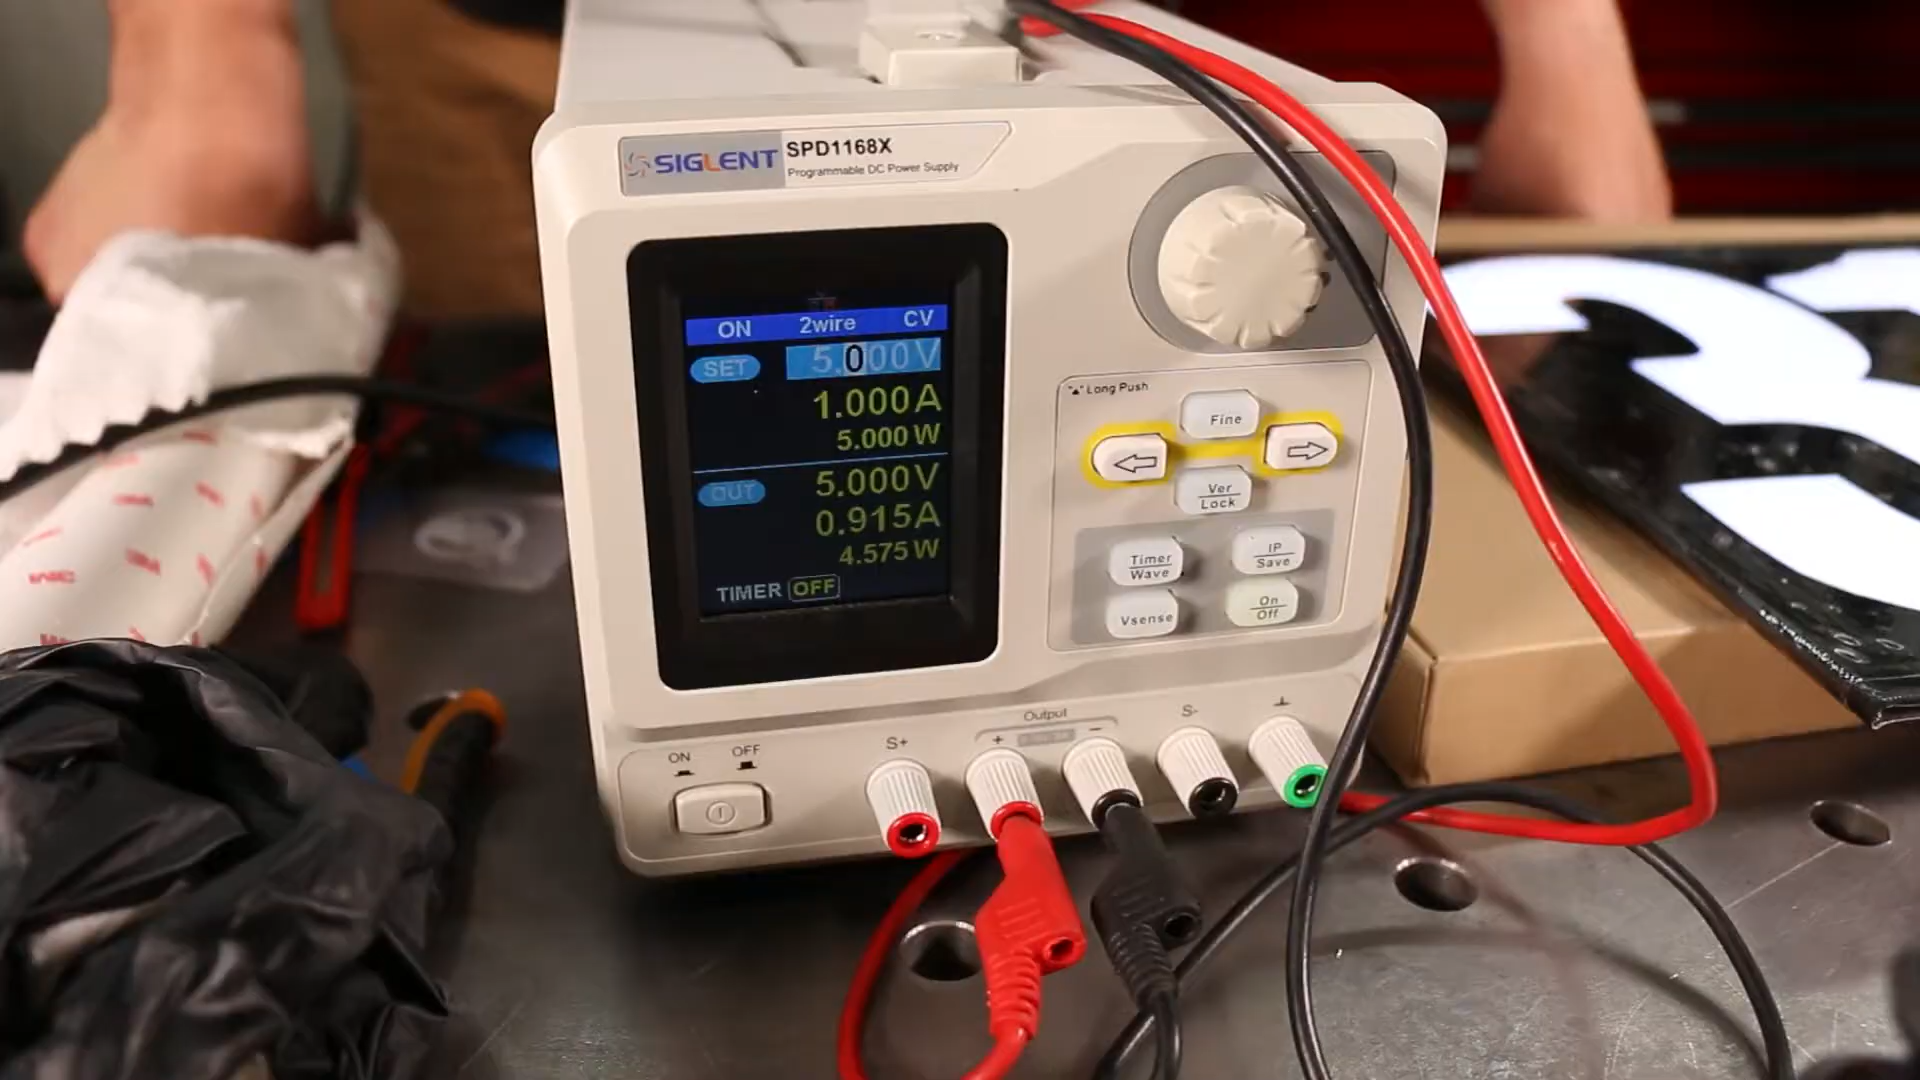 SIGLENT SPD1168X
Programmable DC Power Supply
ON 2wire CV
SET 5.000V
1.000A
5.000W
OUT 5.000V
0.915A
4.575W
TIMER OFF
Long Push
Fine
Ver
Lock
Timer
Wave
IP
Save
Vsense
On
Off
ON OFF
S+
Output
+ −
S-